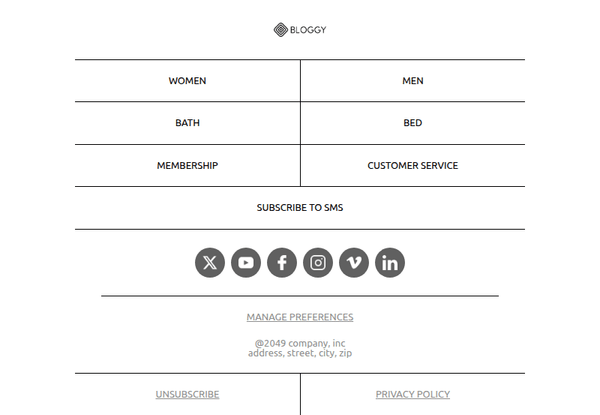 BLOGGY
WOMEN
MEN
BATH
BED
MEMBERSHIP
CUSTOMER SERVICE
SUBSCRIBE TO SMS
MANAGE PREFERENCES
@2049 company, inc
address, street, city, zip
UNSUBSCRIBE
PRIVACY POLICY